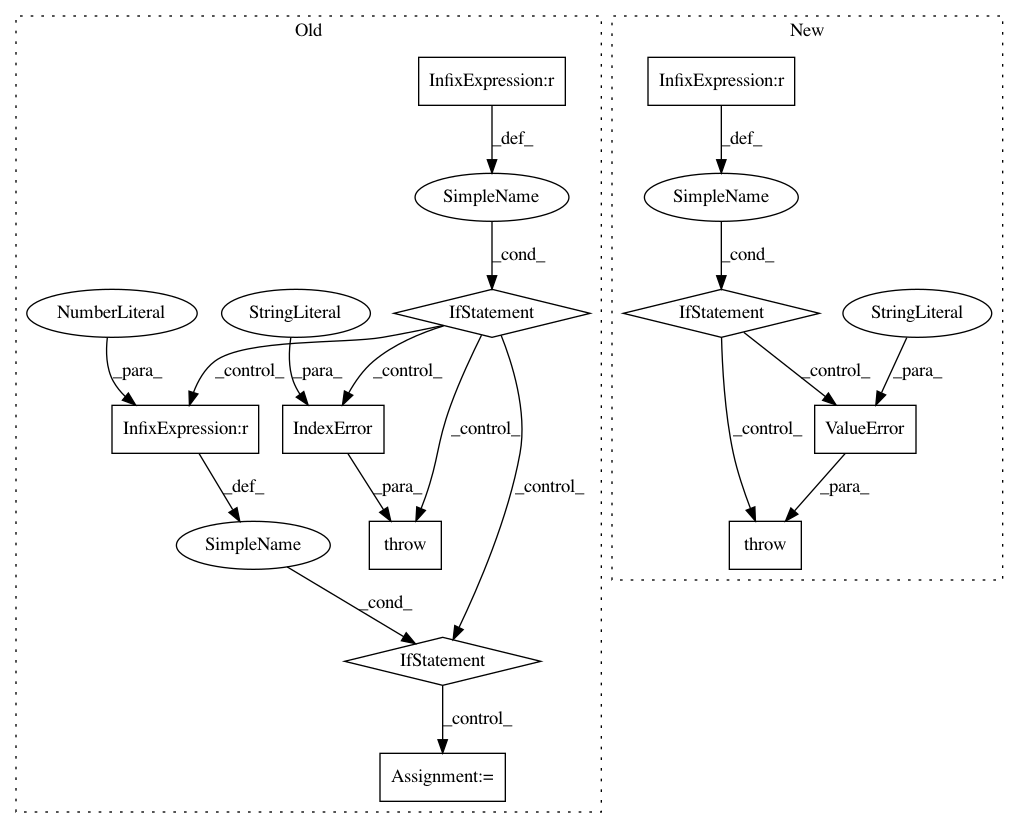 Old
New
InfixExpression:r
InfixExpression:r
_def_
_def_
SimpleName
SimpleName
_cond_
_cond_
NumberLiteral
StringLiteral
IfStatement
IfStatement
StringLiteral
_para_
_control_
_para_
_control_
_control_
_para_
InfixExpression:r
IndexError
_control_
_control_
ValueError
_def_
_para_
_control_
_para_
SimpleName
throw
throw
_cond_
IfStatement
_control_
Assignment:=